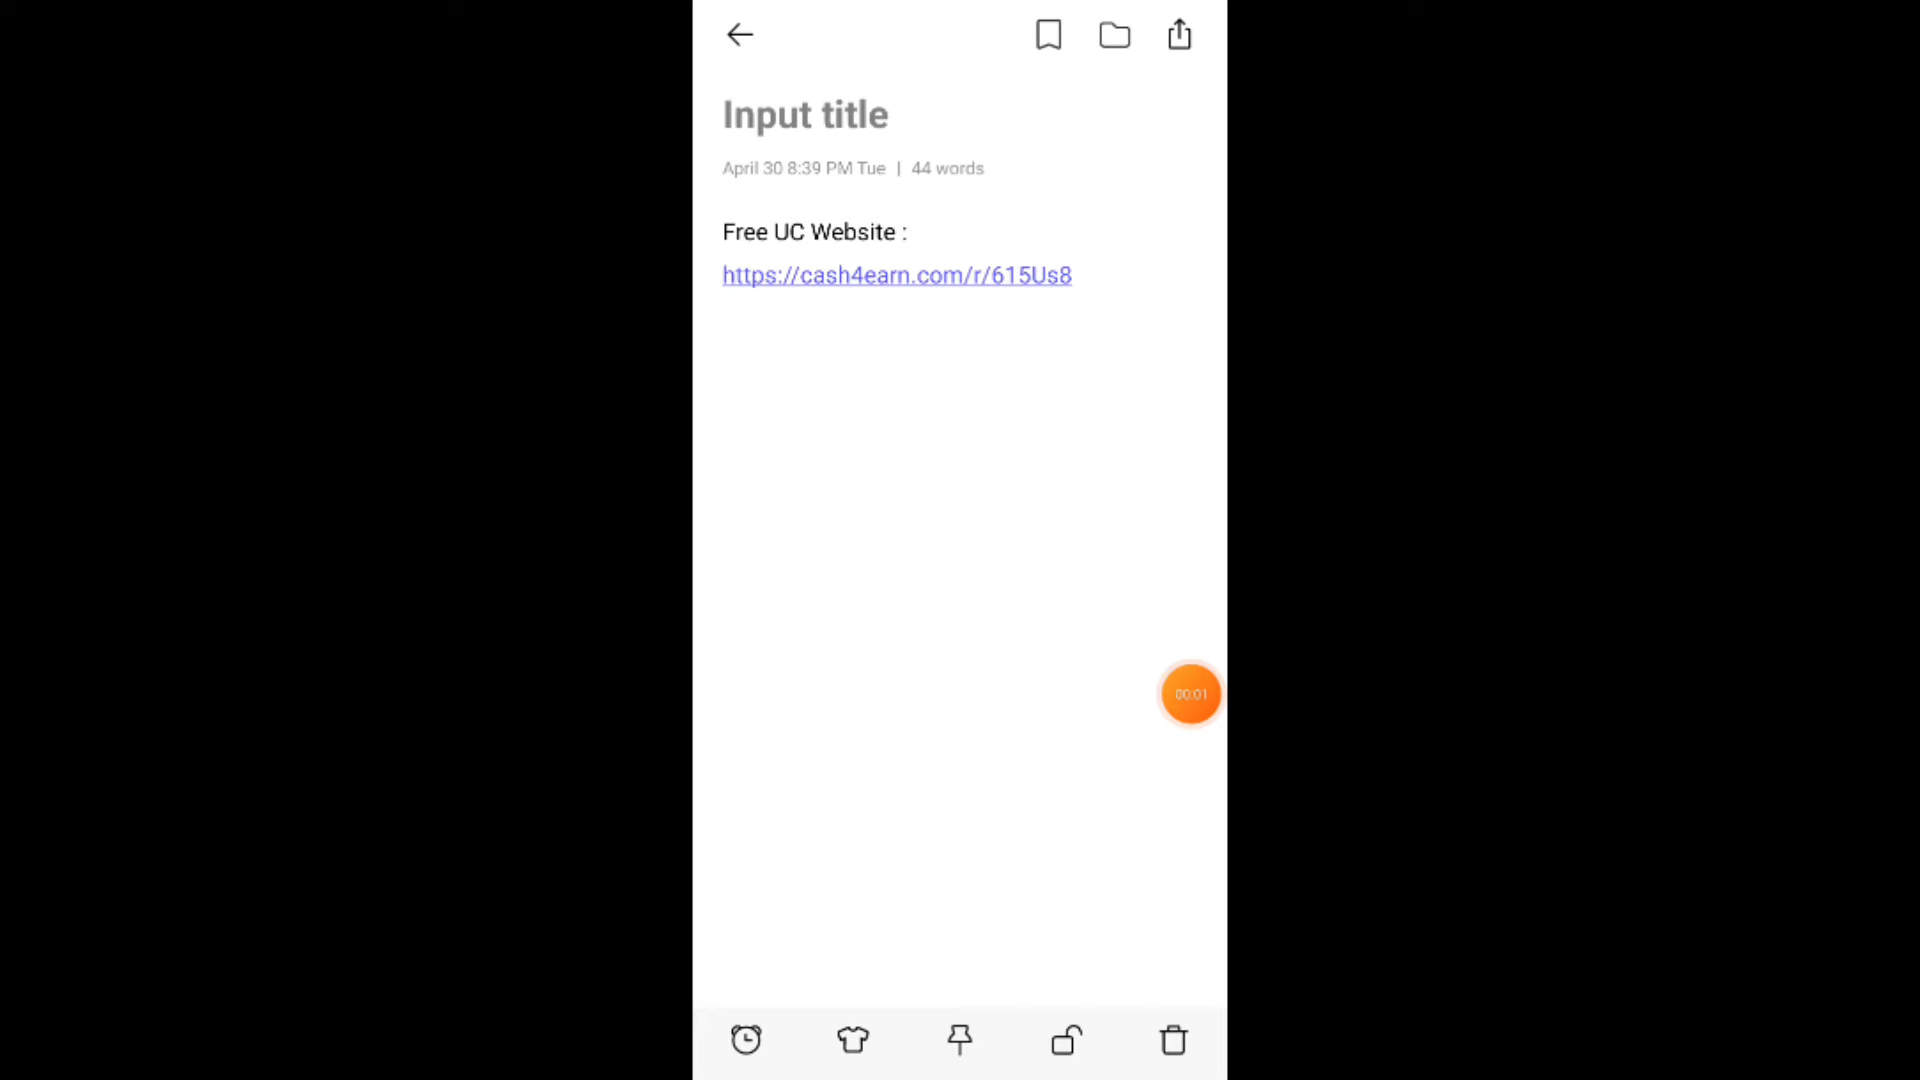 Input title
April 30 8:39 PM Tue | 44 words
Free UC Website :
https://cash4earn.com/r/615Us8
00:01